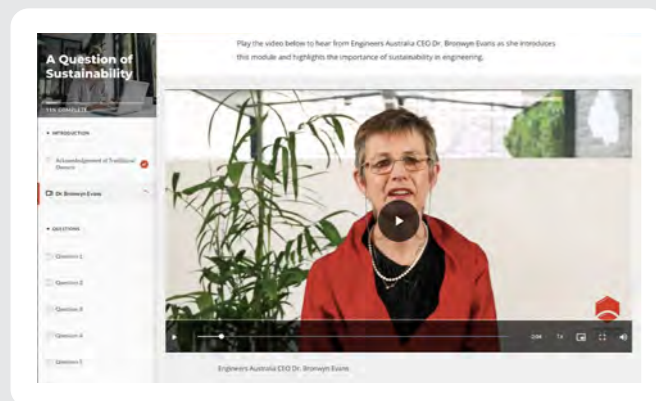 A Question of
Sustainability
11% COMPLETE
INTRODUCTION
Acknowledgement of Traditional
Owners
Dr. Bronwyn Evans
QUESTIONS
Question 1
Question 2
Question 3
Question 4
Question 5
Play the video below to hear from Engineers Australia CEO Dr. Bronwyn Evans as she introduces
this module and highlights the importance of sustainability in engineering.
1x
Engineers Australia CEO Dr. Bronwyn Evans